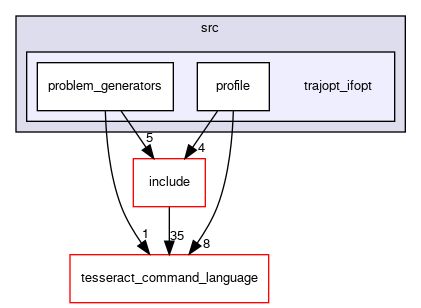 src
problem_generators
profile
trajopt_ifopt
5
4
include
1
35
8
tesseract_command_language